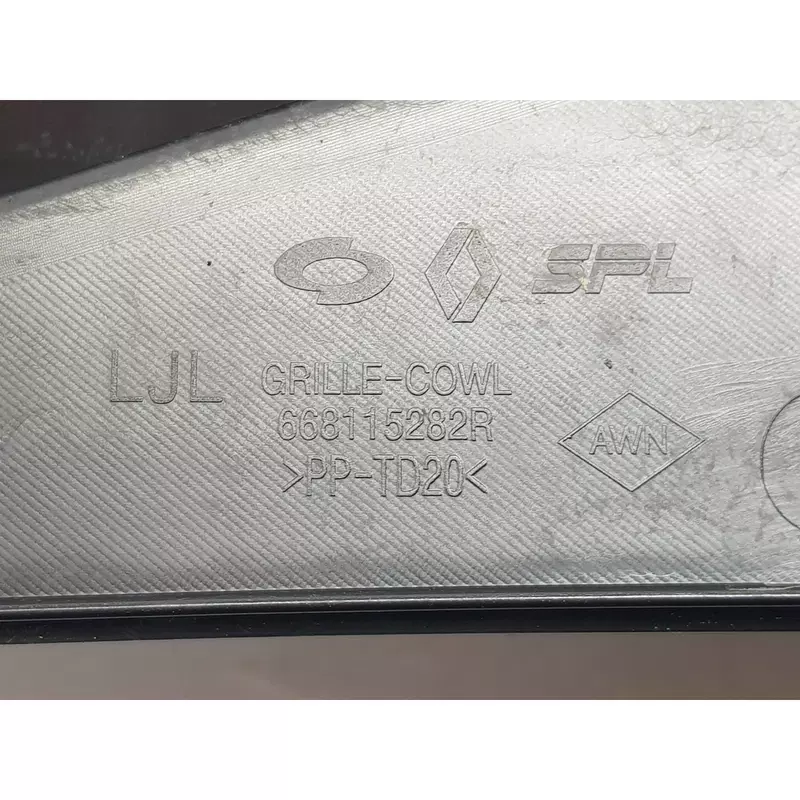 SPL
LJL
GRILLE-COWL
668115282R
>PP-TD20<
AWN